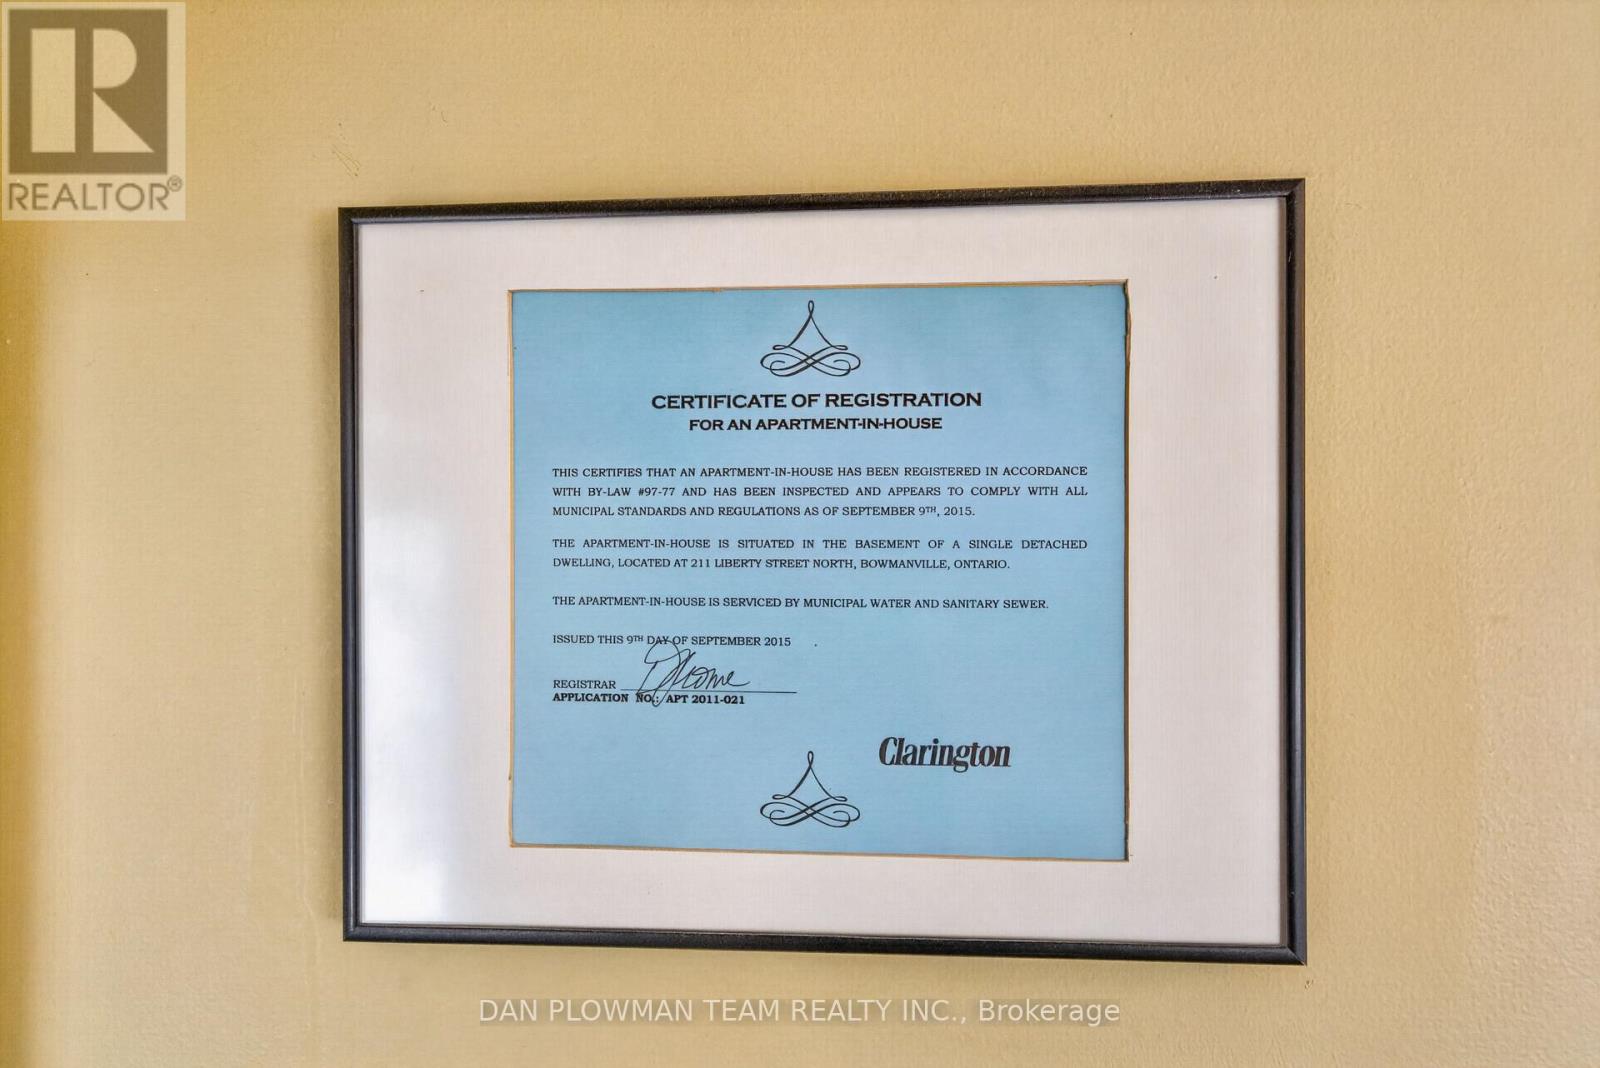 REALTOR®
CERTIFICATE OF REGISTRATION
FOR AN APARTMENT-IN-HOUSE
THIS CERTIFIES THAT AN APARTMENT-IN-HOUSE HAS BEEN REGISTERED IN ACCORDANCE
WITH BY-LAW #97-77 AND HAS BEEN INSPECTED AND APPEARS TO COMPLY WITH ALL
MUNICIPAL STANDARDS AND REGULATIONS AS OF SEPTEMBER 9TH, 2015.
THE APARTMENT-IN-HOUSE IS SITUATED IN THE BASEMENT OF A SINGLE DETACHED
DWELLING, LOCATED AT 211 LIBERTY STREET NORTH, BOWMANVILLE, ONTARIO.
THE APARTMENT-IN-HOUSE IS SERVICED BY MUNICIPAL WATER AND SANITARY SEWER.
ISSUED THIS 9TH DAY OF SEPTEMBER 2015
REGISTRAR
APPLICATION NO.: APT 2011-021
Clarington
DAN PLOWMAN TEAM REALTY INC., Brokerage